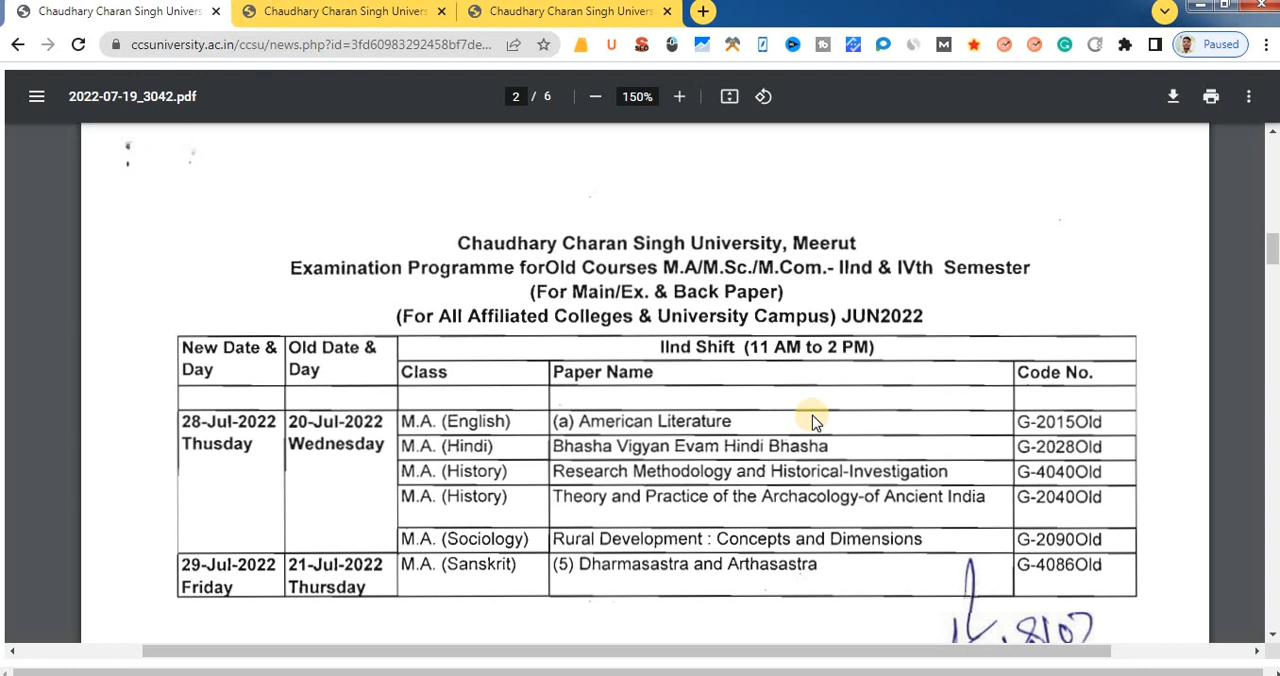 Chaudhary Charan Singh Univers
Chaudhary Charan Singh Univers
Chaudhary Charan Singh Univers
ccsuniversity.ac.in/ccsu/news.php?id=3fd60983292458bf7de...
Paused
2022-07-19_3042.pdf
2 / 6
150%
Chaudhary Charan Singh University, Meerut
Examination Programme forOld Courses M.A/M.Sc./M.Com.- IInd & IVth Semester
(For Main/Ex. & Back Paper)
(For All Affiliated Colleges & University Campus) JUN2022
New Date & Day Old Date & Day IInd Shift (11 AM to 2 PM)
Class Paper Name Code No.
28-Jul-2022 Thusday 20-Jul-2022 Wednesday M.A. (English) (a) American Literature G-2015Old
M.A. (Hindi) Bhasha Vigyan Evam Hindi Bhasha G-2028Old
M.A. (History) Research Methodology and Historical-Investigation G-4040Old
M.A. (History) Theory and Practice of the Archacology-of Ancient India G-2040Old
M.A. (Sociology) Rural Development : Concepts and Dimensions G-2090Old
29-Jul-2022 Friday 21-Jul-2022 Thursday M.A. (Sanskrit) (5) Dharmasastra and Arthasastra G-4086Old